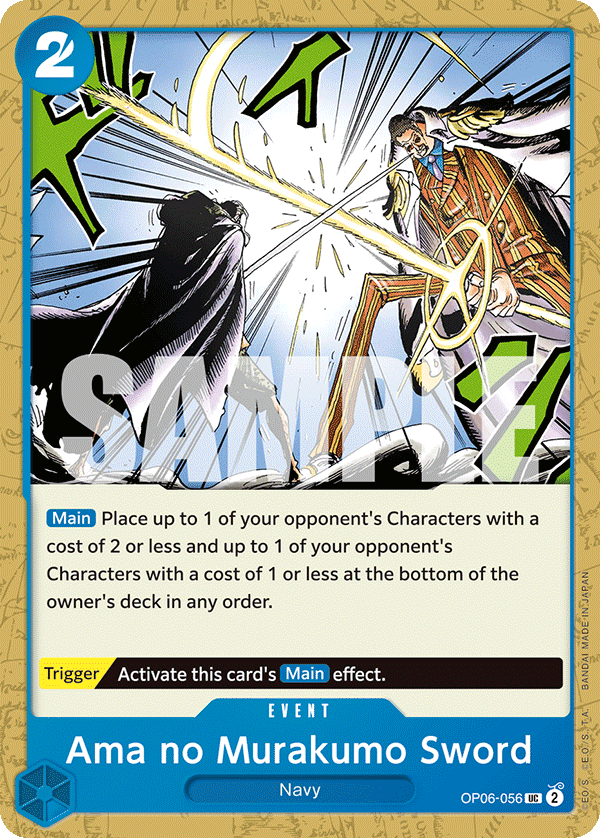 DLICHES EISMEER
2
SAMPLE
Main Place up to 1 of your opponent's Characters with a
cost of 2 or less and up to 1 of your opponent's
Characters with a cost of 1 or less at the bottom of the
owner's deck in any order.
Trigger Activate this card's Main effect.
EVENT
Ama no Murakumo Sword
Navy
OP06-056 UC 2
©E.O./S. ©E.O./S.,T.A. BANDAI MADE IN JAPAN